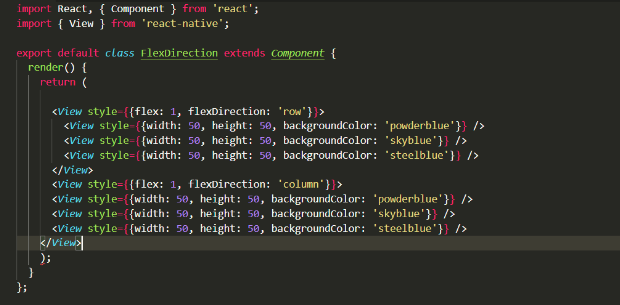 import React, { Component } from 'react';
import { View } from 'react-native';

export default class FlexDirection extends Component {
  render() {
    return (

      <View style={{flex: 1, flexDirection: 'row'}}>
        <View style={{width: 50, height: 50, backgroundColor: 'powderblue'}} />
        <View style={{width: 50, height: 50, backgroundColor: 'skyblue'}} />
        <View style={{width: 50, height: 50, backgroundColor: 'steelblue'}} />
      </View>
      <View style={{flex: 1, flexDirection: 'column'}}>
      <View style={{width: 50, height: 50, backgroundColor: 'powderblue'}} />
      <View style={{width: 50, height: 50, backgroundColor: 'skyblue'}} />
      <View style={{width: 50, height: 50, backgroundColor: 'steelblue'}} />
    </View>
    );
  }
};